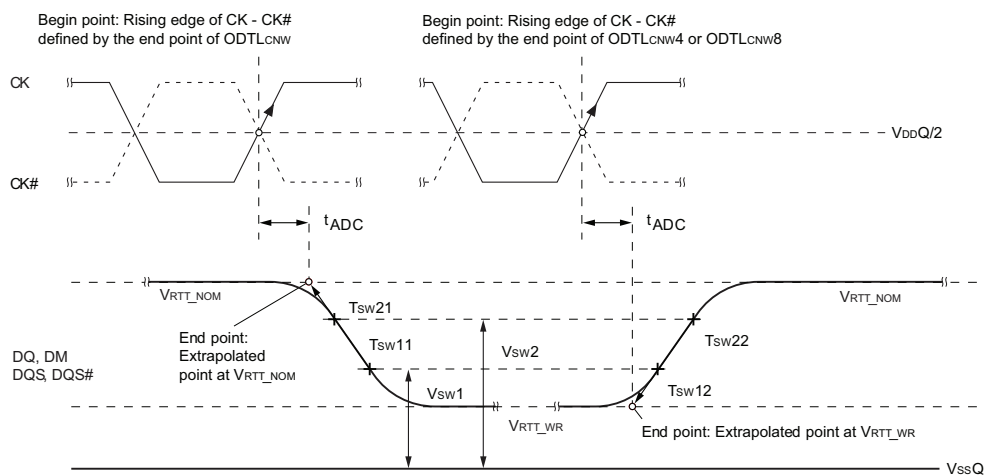 Begin point: Rising edge of CK - CK#
defined by the end point of ODTLCNW
Begin point: Rising edge of CK - CK#
defined by the end point of ODTLCNW4 or ODTLCNW8
CK
VDDQ/2
CK#
tADC
tADC
VRTT_NOM
VRTT_NOM
TSW21
End point:
Extrapolated
point at VRTT_NOM
TSW11
VSW2
TSW22
DQ, DM
DQS, DQS#
VSW1
TSW12
VRTT_WR
End point: Extrapolated point at VRTT_WR
VSSQ